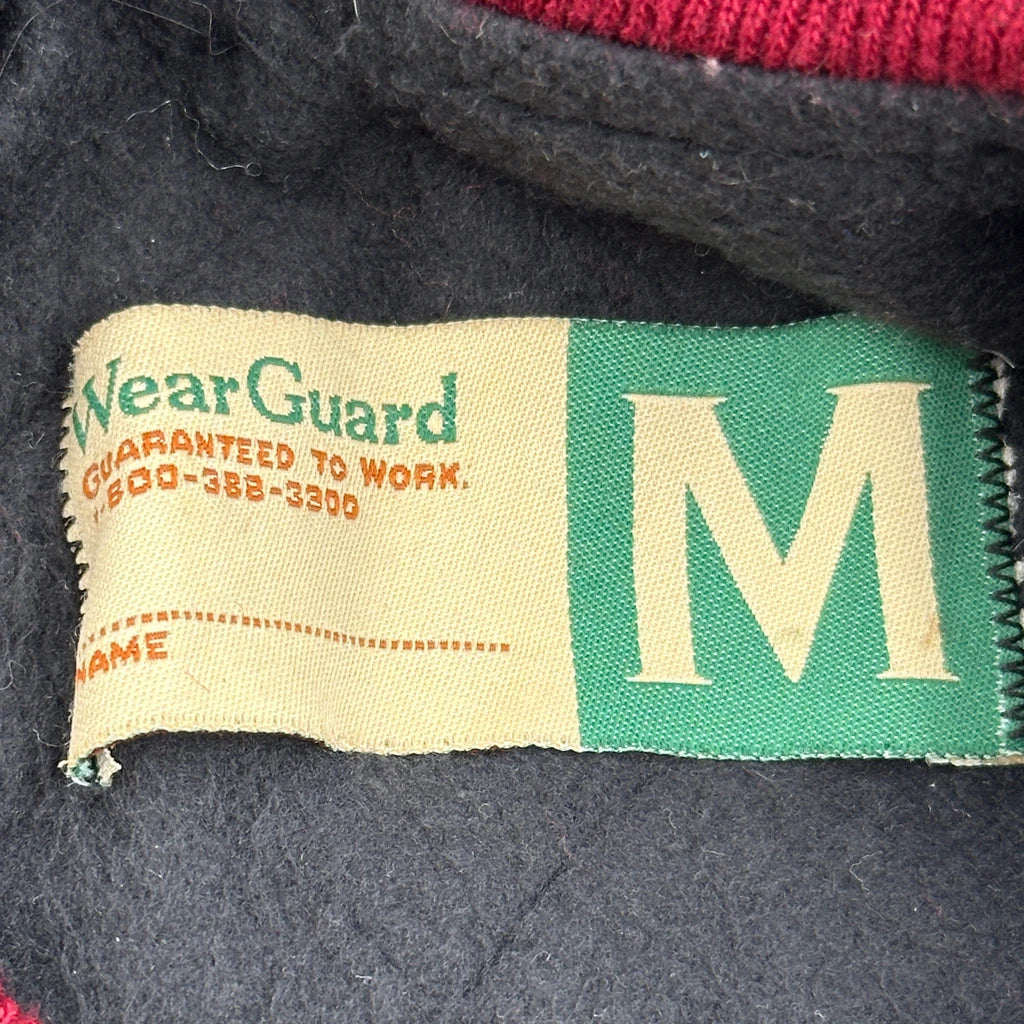 WearGuard
GUARANTEED TO WORK.
1-800-388-3300
NAME
M